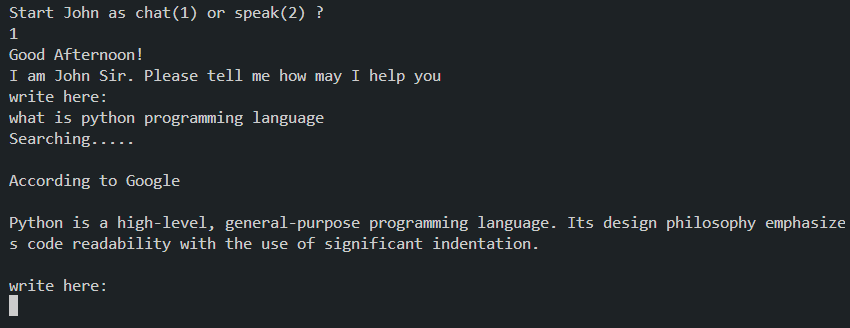 Start John as chat(1) or speak(2) ?
1
Good Afternoon!
I am John Sir. Please tell me how may I help you
write here:
what is python programming language
Searching.....
According to Google
Python is a high-level, general-purpose programming language. Its design philosophy emphasize
s code readability with the use of significant indentation.
write here: